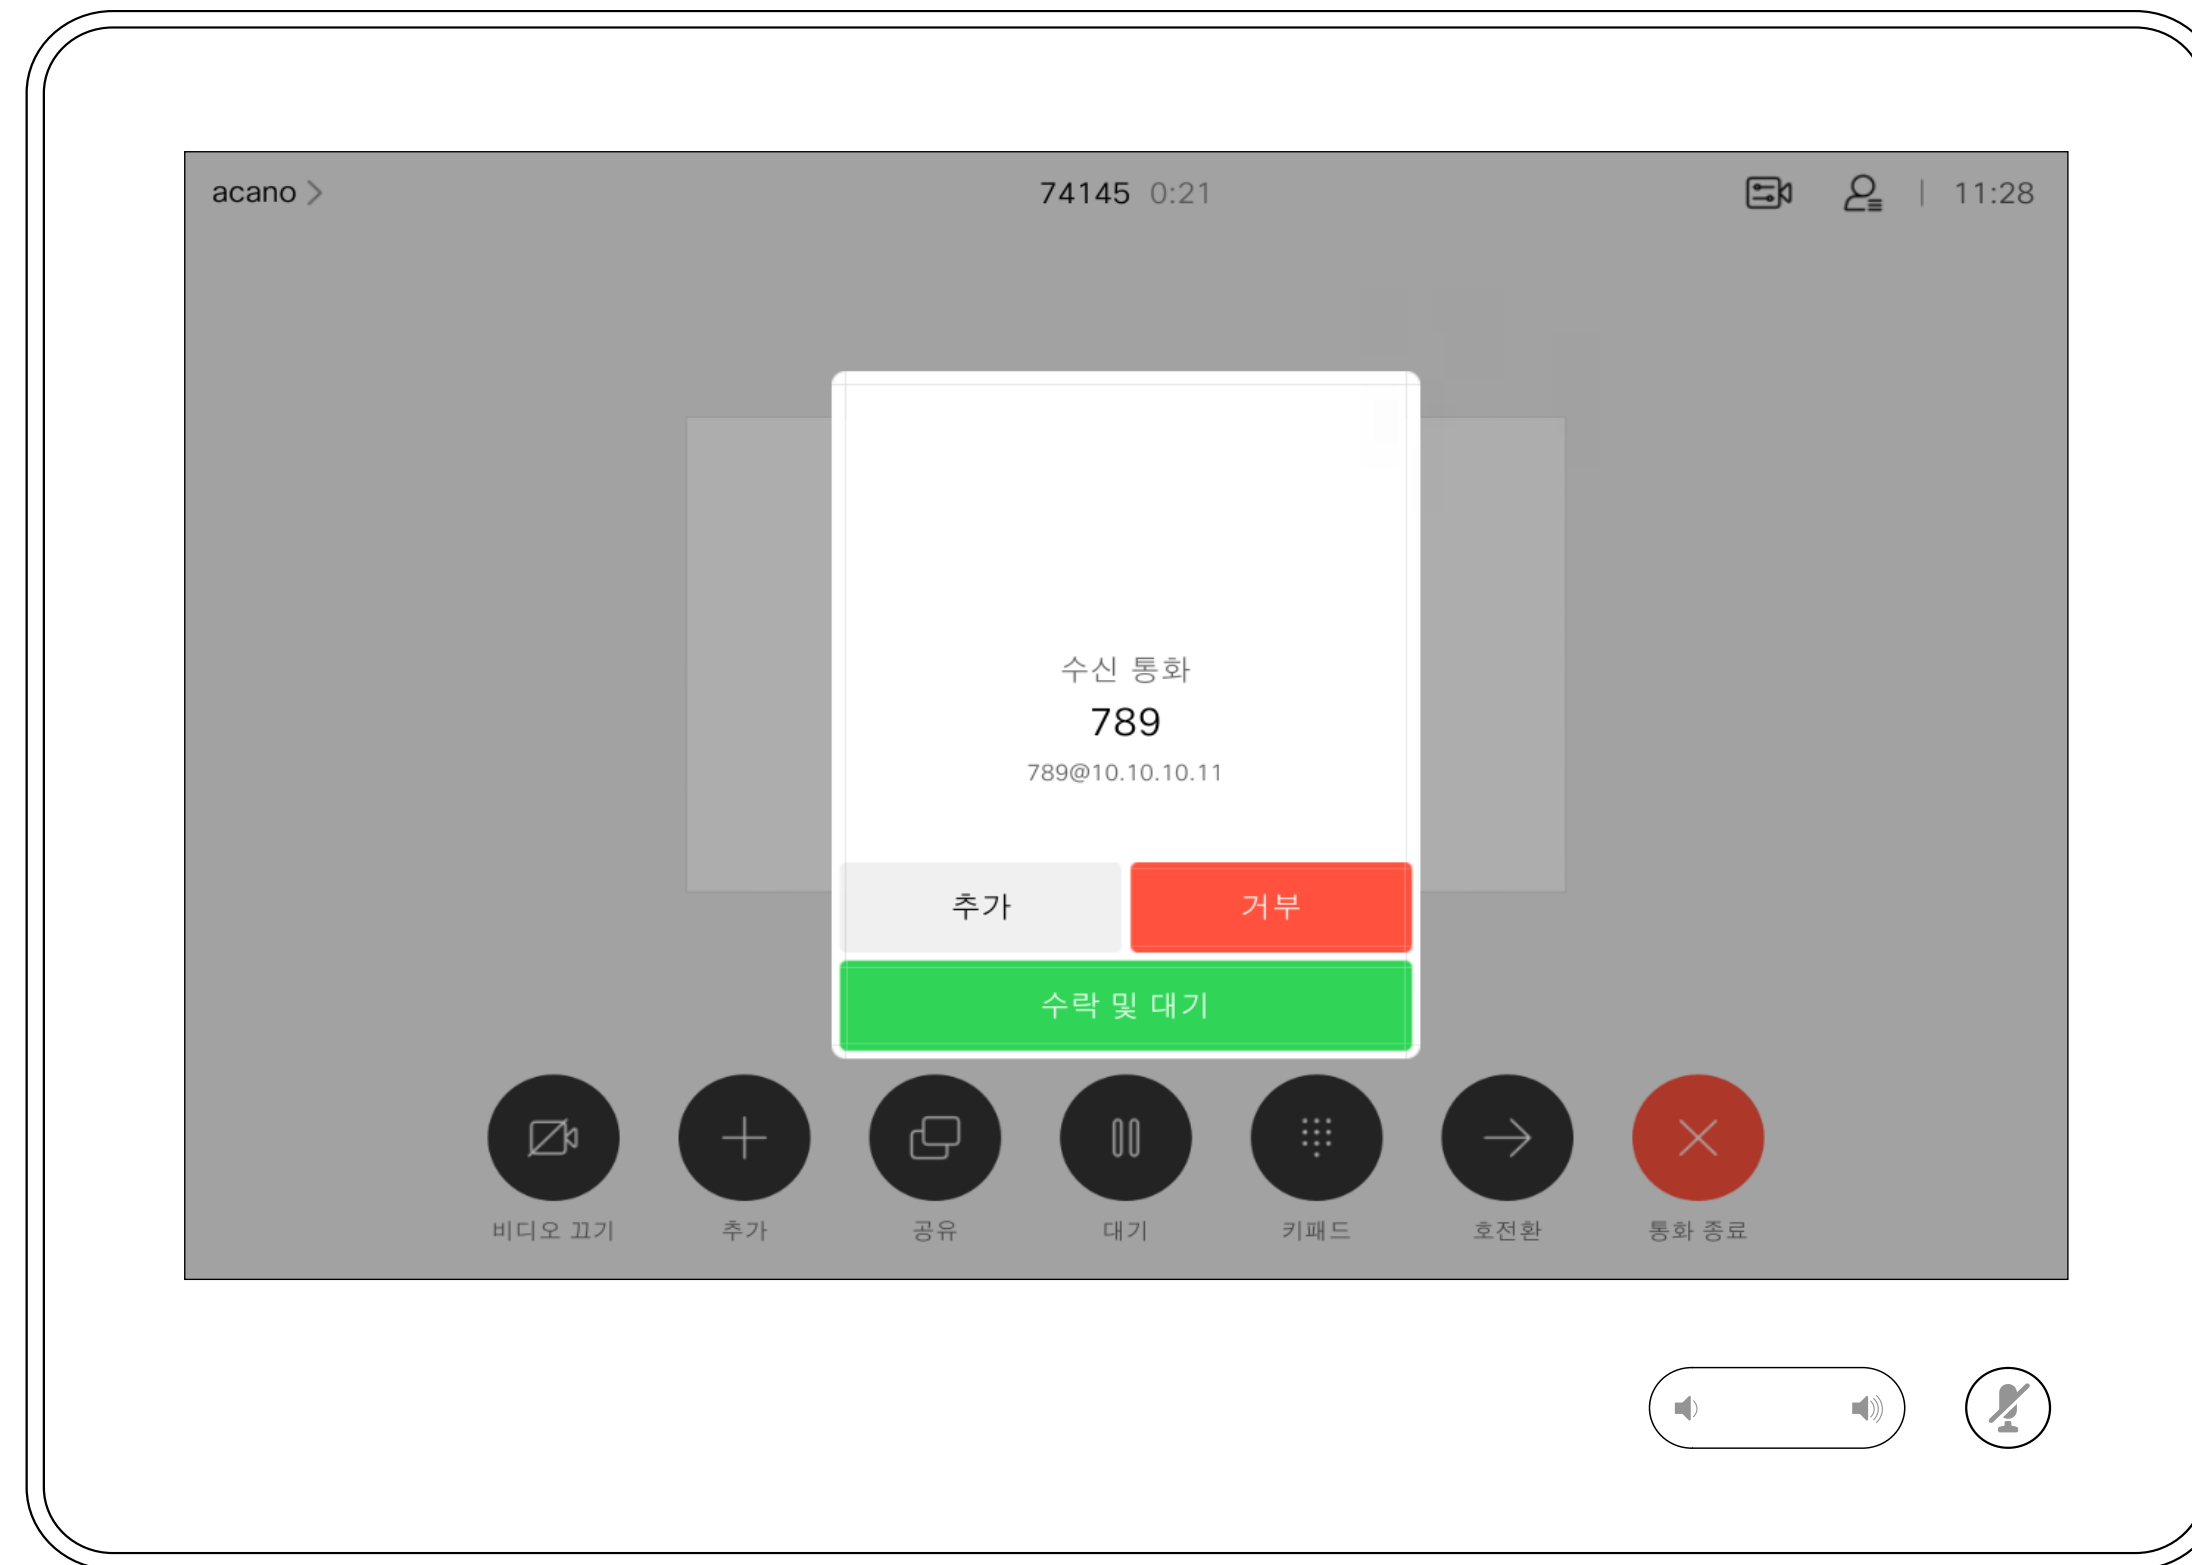 acano
74145 0:21
11:28
수신 통화
789
789@10.10.10.11
추가
거부
수락 및 대기
비디오 끄기
추가
공유
대기
키패드
호전환
통화 종료